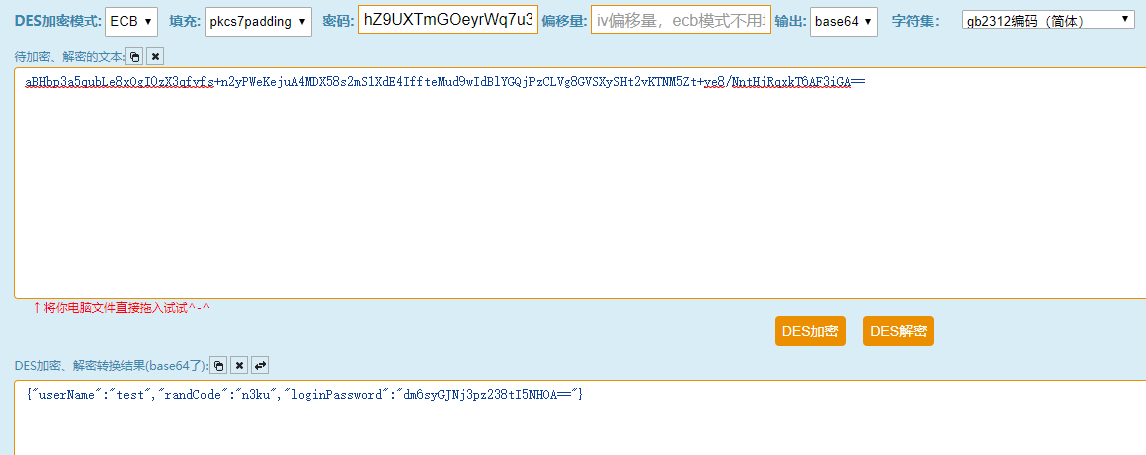 DES加密模式: ECB 填充: pkcs7padding 密码: hZ9UXTmGOeyrWq7u3 偏移量: iv偏移量，ecb模式不用填 输出: base64 字符集： gb2312编码（简体）
待加密、解密的文本:
aBHbp3a5qubLe8xOgIOzX3qfyfs+n2yPWeKejuA4MDX58s2mS1XdE4IffteMud9wIdBlYGQjPzCLVg8GVSXySHt2vKTNM5Zt+ye8/NntHjRqxkT6AF3iGA==
↑将你电脑文件直接拖入试试^-^
DES加密 DES解密
DES加密、解密转换结果(base64了):
{"userName":"test","randCode":"n3ku","loginPassword":"dm6syGJNj3pz238tI5NHOA=="}